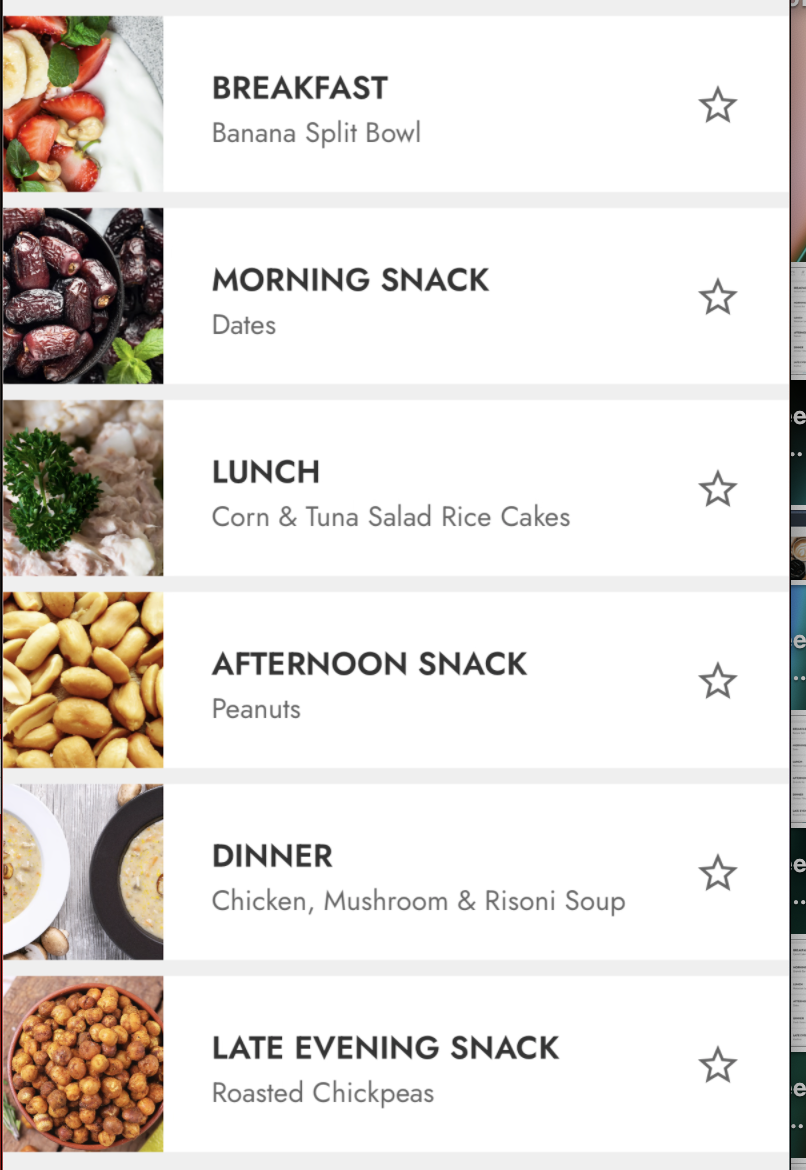 BREAKFAST
Banana Split Bowl
MORNING SNACK
Dates
LUNCH
Corn & Tuna Salad Rice Cakes
AFTERNOON SNACK
Peanuts
DINNER
Chicken, Mushroom & Risoni Soup
LATE EVENING SNACK
Roasted Chickpeas